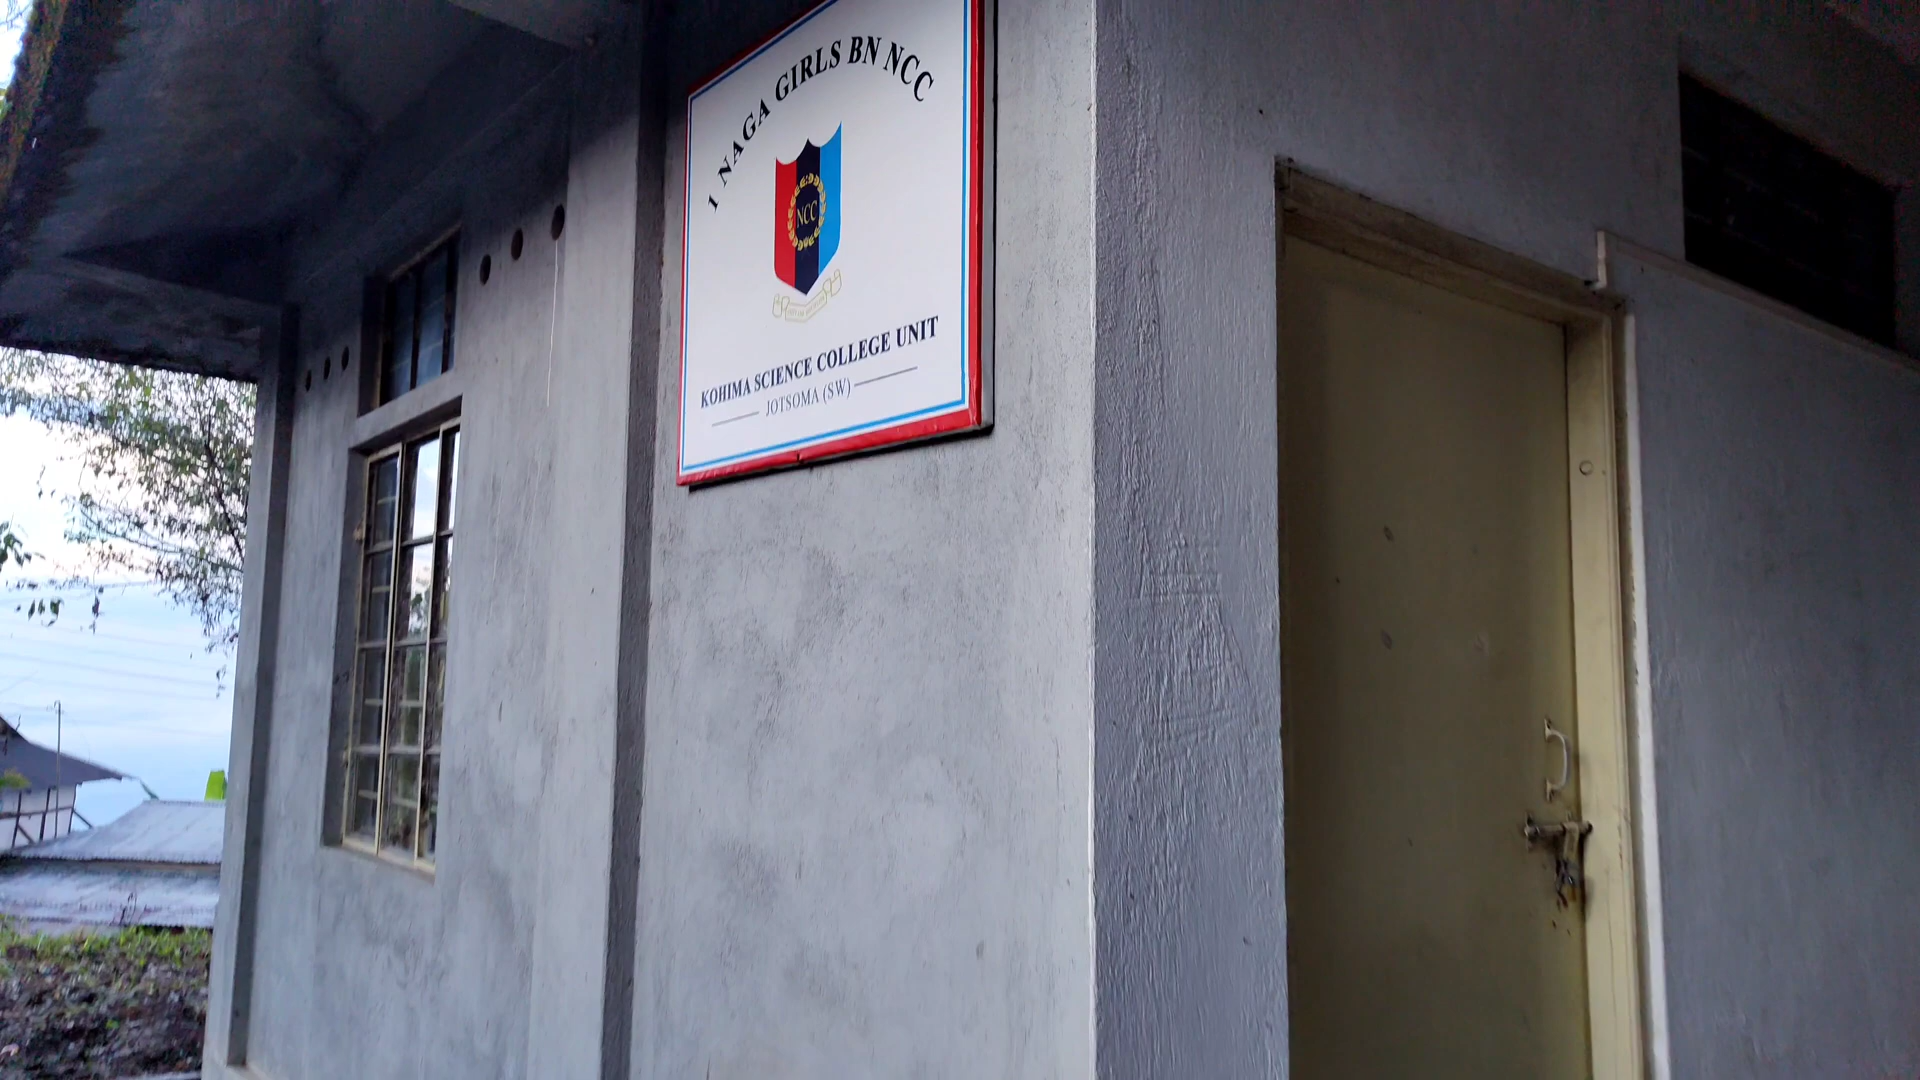 1 NAGA GIRLS BN NCC
NCC
KOHIMA SCIENCE COLLEGE UNIT
JOTSOMA (SW)